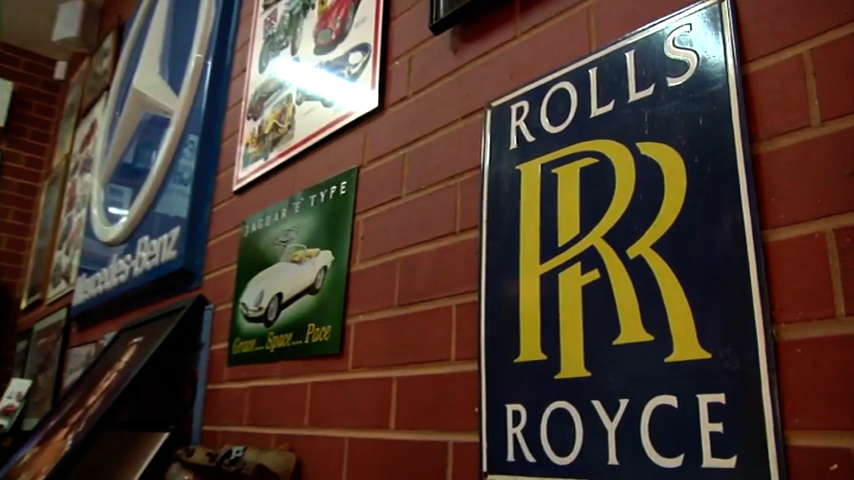 Mercedes-Benz
JAGUAR 'E' TYPE
Grace.... Space... Pace
ROLLS
RR
ROYCE